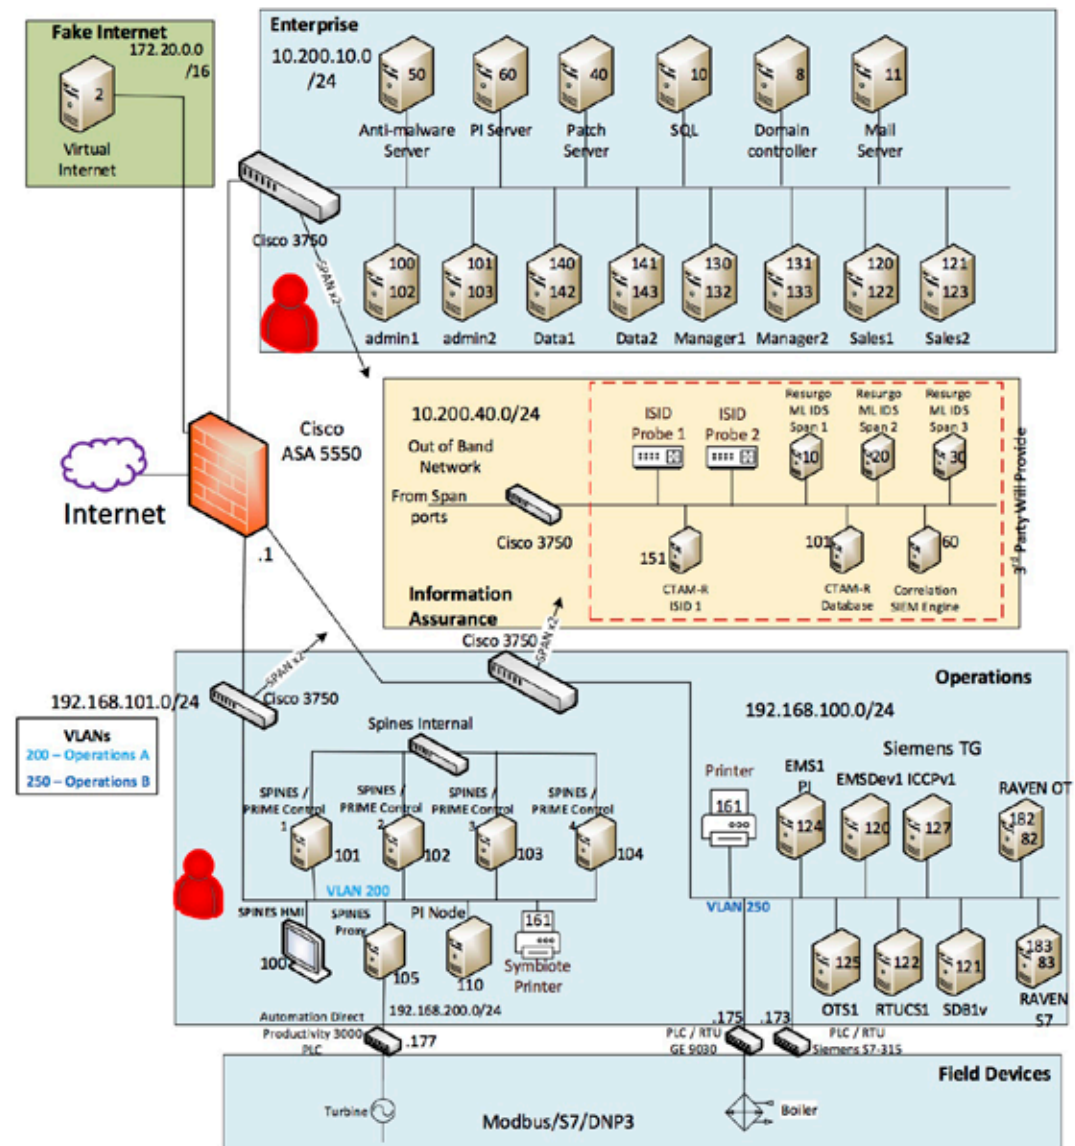 Fake Internet
172.20.0.0
/16
2
Virtual
Internet
Enterprise
10.200.10.0
/24
50
60
40
10
8
11
Anti-malware
Server
PI Server
Patch
Server
SQL
Domain
controller
Mail
Server
Cisco 3750
SPAN x2
100
102
101
103
140
142
141
143
130
132
131
133
120
122
121
123
admin1
admin2
Data1
Data2
Manager1
Manager2
Sales1
Sales2
Cisco
ASA 5550
Internet
.1
10.200.40.0/24
Out of Band
Network
From Span
ports
Cisco 3750
Information
Assurance
ISID
Probe 1
ISID
Probe 2
Resurgo
ML IDS
Span 1
10
Resurgo
ML IDS
Span 2
20
Resurgo
ML IDS
Span 3
30
151
CTAM-R
ISID 1
101
CTAM-R
Database
60
Correlation
SIEM Engine
3rd Party Will Provide
Cisco 3750
SPAN x2
SPAN x2
192.168.101.0/24
Cisco 3750
VLANs
200 – Operations A
250 – Operations B
Operations
192.168.100.0/24
Spines Internal
SPINES /
PRIME Control
1
101
SPINES /
PRIME Control
2
102
SPINES /
PRIME Control
3
103
SPINES /
PRIME Control
4
104
VLAN 200
SPINES HMI
100
SPINES
Proxy
105
PI Node
110
161
Symbiote
Printer
192.168.200.0/24
Siemens TG
Printer
161
EMS1
PI
124
EMSDev1
120
ICCPv1
127
RAVEN OT
182
82
VLAN 250
125
OTS1
122
RTUCS1
121
SDB1v
183
83
RAVEN
S7
Automation Direct
Productivity 3000
PLC
.177
.175
PLC / RTU
GE 9030
.173
PLC / RTU
Siemens S7-315
Field Devices
Turbine
Modbus/S7/DNP3
Boiler